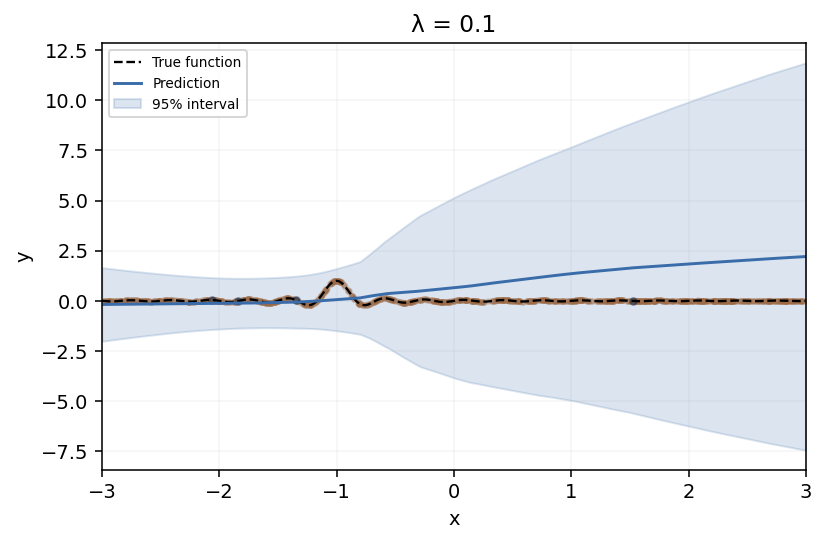 λ = 0.1
True function
Prediction
95% interval
12.5
10.0
7.5
5.0
2.5
0.0
−2.5
−5.0
−7.5
y
−3 −2 −1 0 1 2 3
x